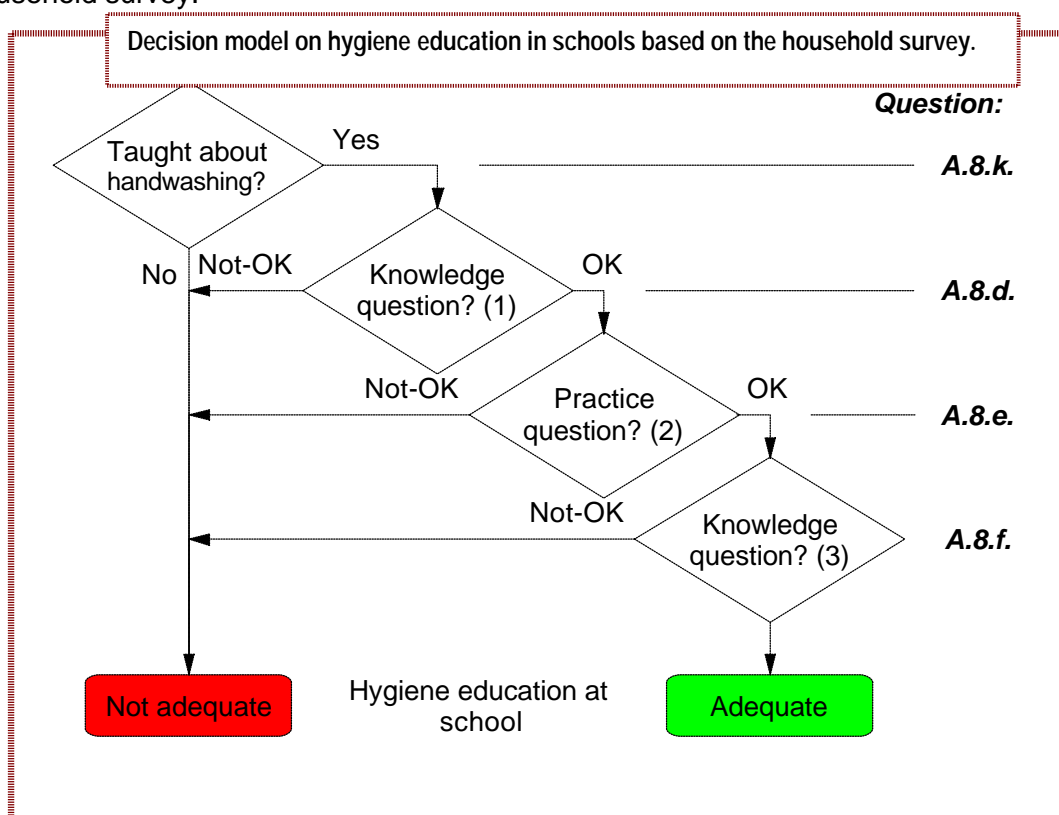 Decision model on hygiene education in schools based on the household survey.
Question:
Taught about
handwashing?
Yes
A.8.k.
No
Not-OK
Knowledge
question? (1)
OK
A.8.d.
Not-OK
Practice
question? (2)
OK
A.8.e.
Not-OK
Knowledge
question? (3)
A.8.f.
Not adequate
Hygiene education at
school
Adequate